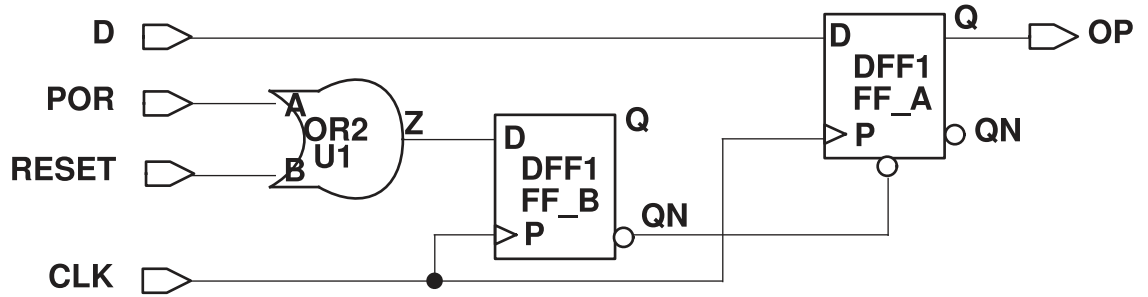 D
Q
OP
D
DFF1
FF_A
P
QN
POR
A
OR2
U1
B
Z
RESET
D
Q
DFF1
FF_B
P
QN
CLK